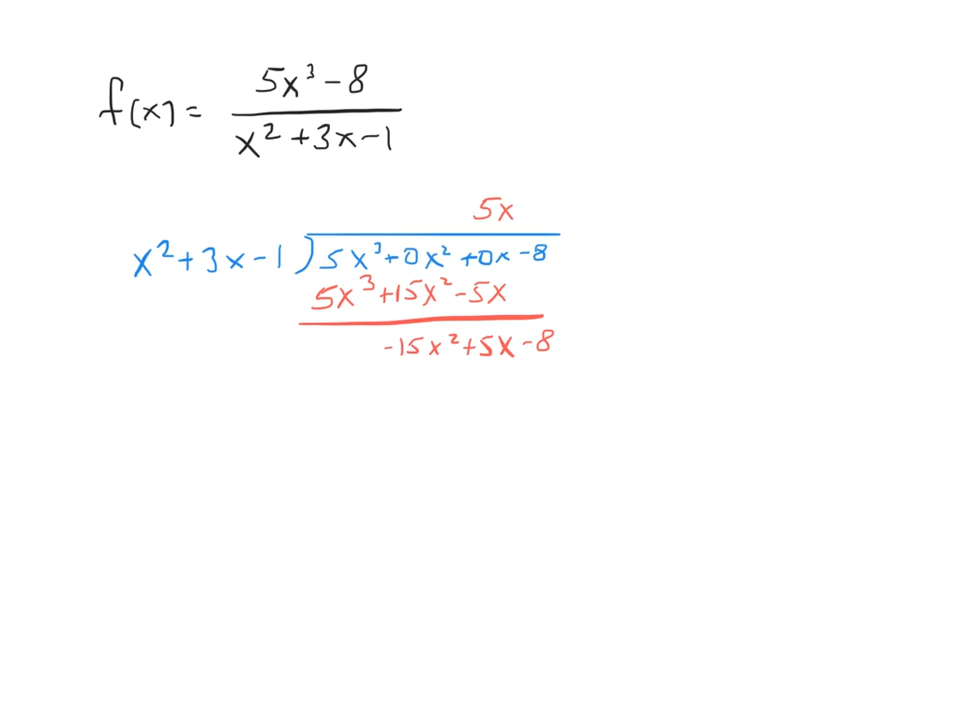 f(x) = (5x³ - 8) / (x² + 3x - 1)
5x
x² + 3x - 1 ) 5x³ + 0x² + 0x - 8
5x³ + 15x² - 5x
-15x² + 5x - 8